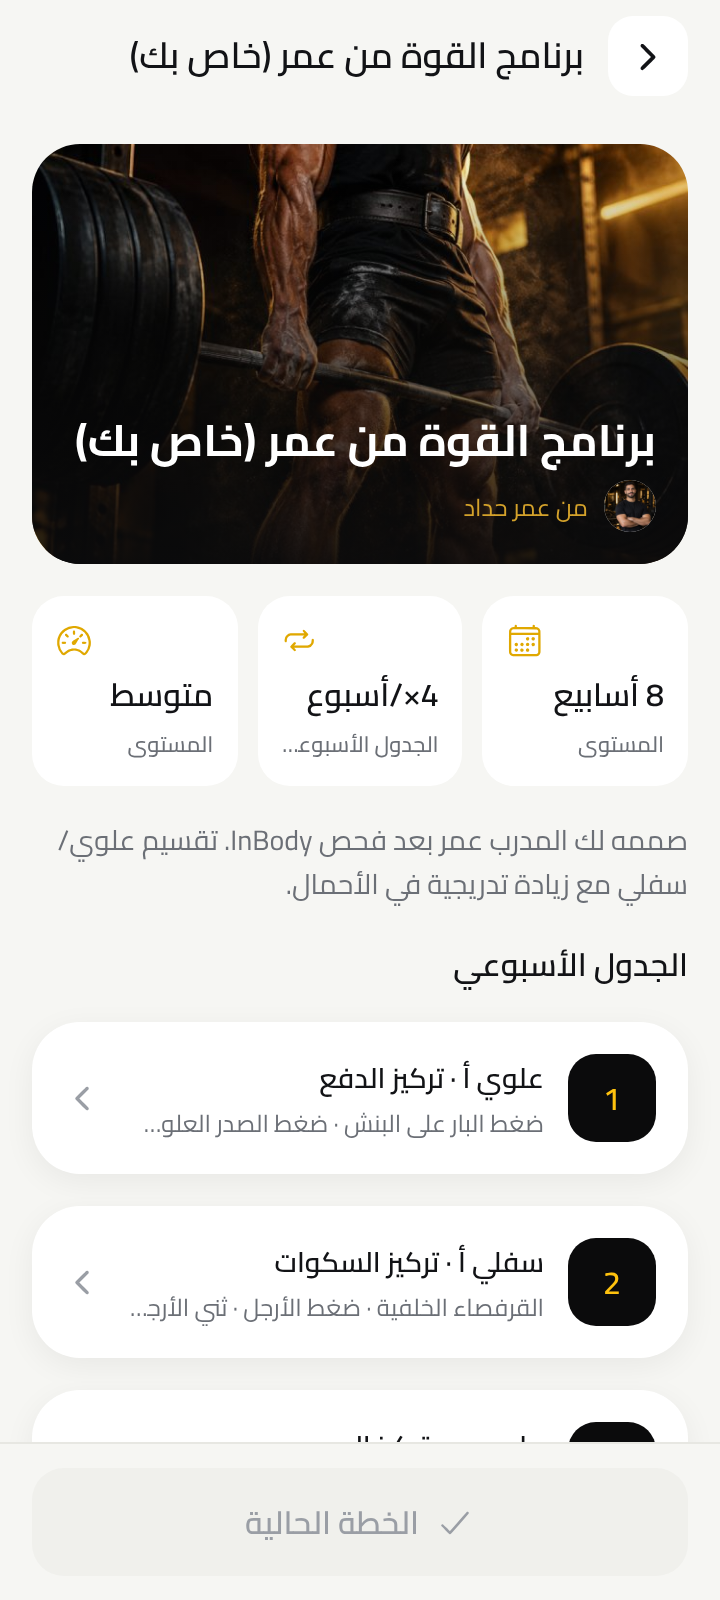 برنامج القوة من عمر (خاص بك)
برنامج القوة من عمر (خاص بك)
من عمر حداد
8 أسابيع
المستوى
4×/أسبوع
الجدول الأسبوع...
متوسط
المستوى
صممه لك المدرب عمر بعد فحص InBody. تقسيم علوي/
سفلي مع زيادة تدريجية في الأحمال.
الجدول الأسبوعي
1
علوي أ · تركيز الدفع
ضغط البار على البنش · ضغط الصدر العلو...
2
سفلي أ · تركيز السكوات
القرفصاء الخلفية · ضغط الأرجل · ثني الأرج...
الخطة الحالية